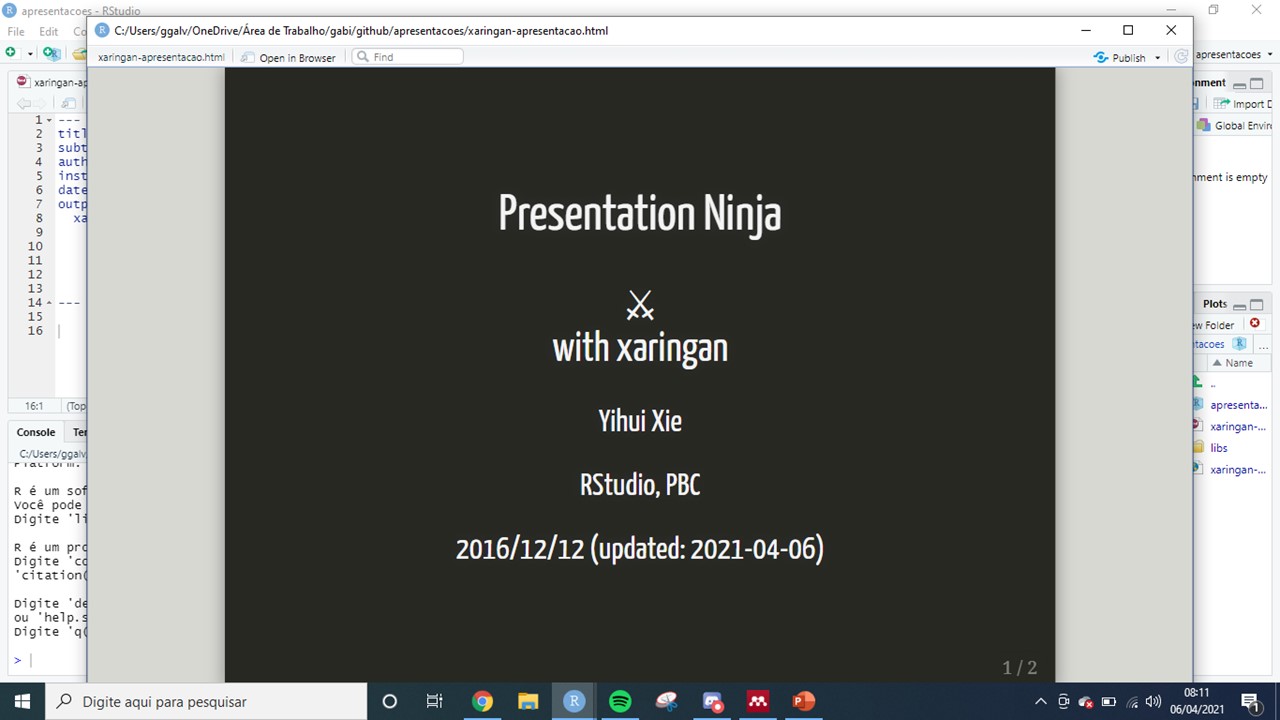 apresentacoes - RStudio
File Edit Co
C:/Users/ggalv/OneDrive/Área de Trabalho/gabi/github/apresentacoes/xaringan-apresentacao.html
xaringan-apresentacao.html Open in Browser Find Publish
apresentacoes
xaringan-ap
1 ---
2 titl
3 subt
4 auth
5 inst
6 date
7 outp
8 xa
9
10
11
12
13
14 ---
15
16
16:1 (Top
Console Ter
C:/Users/ggalv
Platform:
R é um sof
Você pode
Digite 'li
R é um pro
Digite 'co
'citation(
Digite 'de
ou 'help.s
Digite 'q(
>
Presentation Ninja
⚔
with xaringan
Yihui Xie
RStudio, PBC
2016/12/12 (updated: 2021-04-06)
1 / 2
onment
Import D
Global Enviro
nment is empty
Plots
ew Folder
ntacoes ...
Name
..
apresenta...
xaringan-...
libs
xaringan-...
Digite aqui para pesquisar
08:11
06/04/2021
1